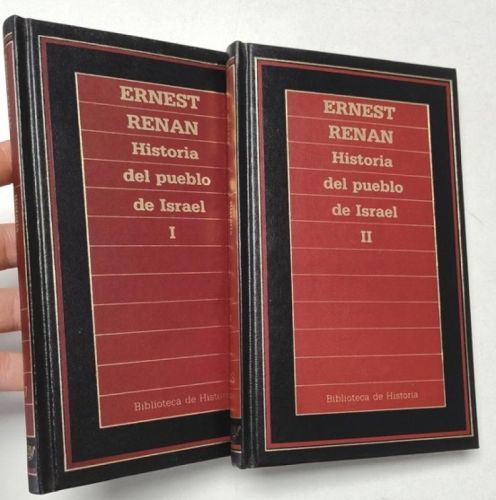 ERNEST
RENAN
Historia
del pueblo
de Israel
I
Biblioteca de Historia
ERNEST
RENAN
Historia
del pueblo
de Israel
II
Biblioteca de Historia